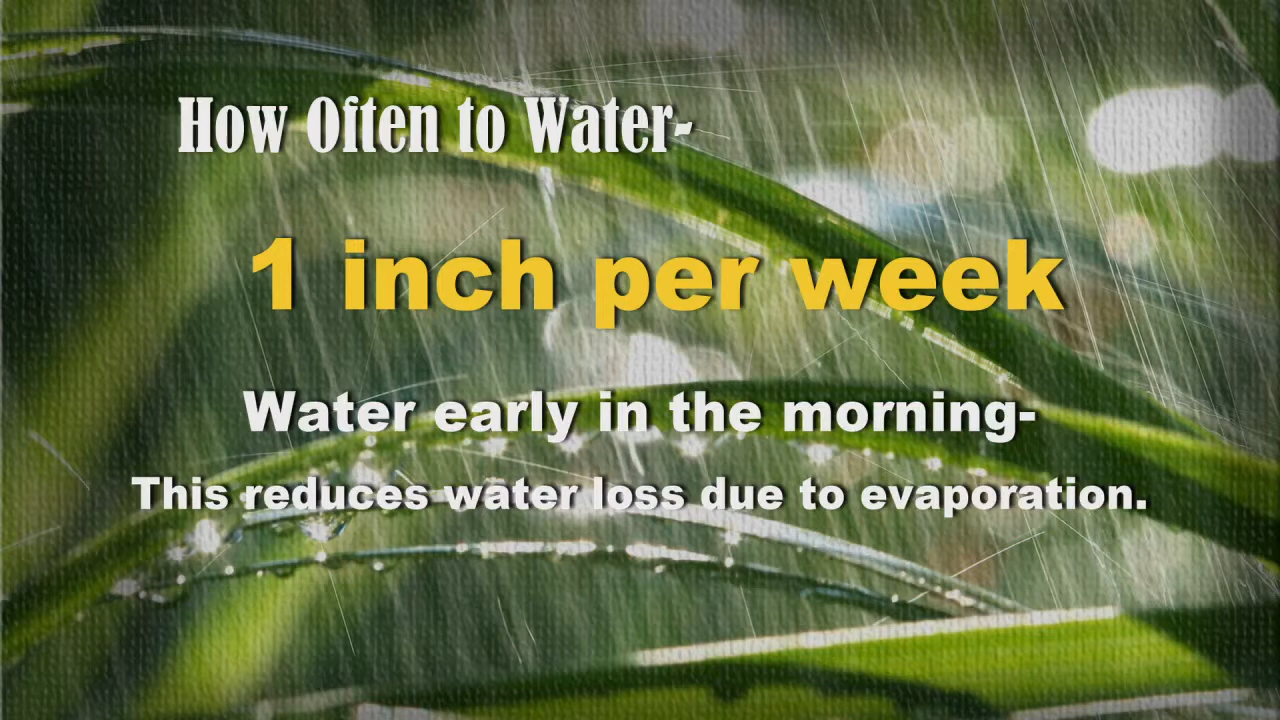 How Often to Water-
1 inch per week
Water early in the morning-
This reduces water loss due to evaporation.